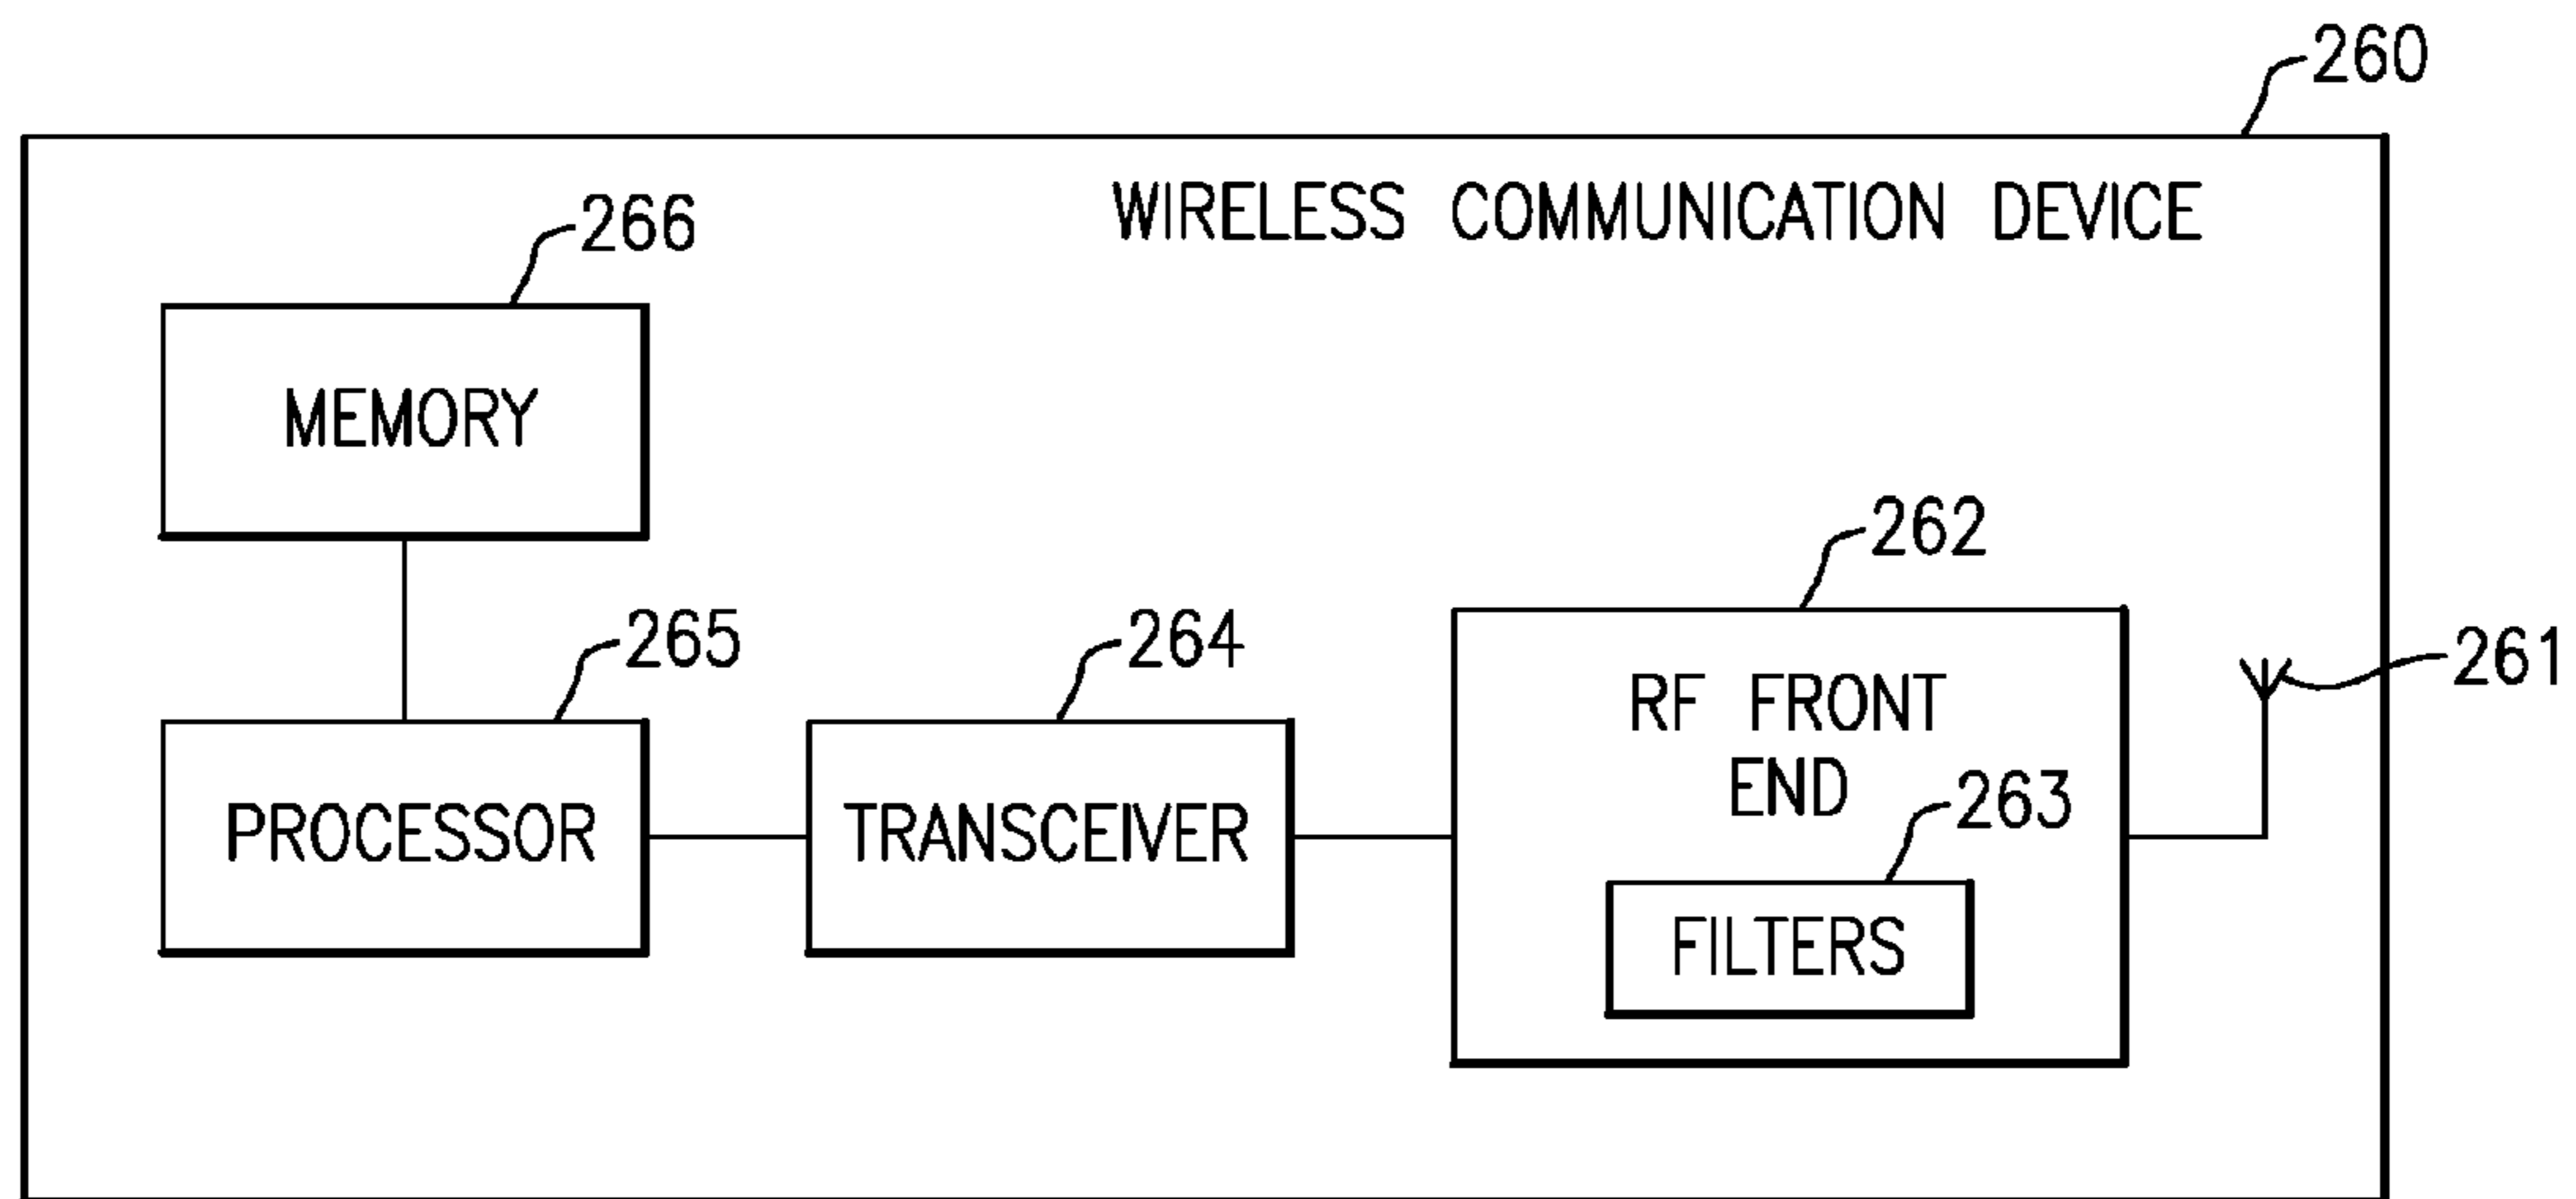 260
WIRELESS COMMUNICATION DEVICE
266
MEMORY
262
265
264
261
RF FRONT
END
263
PROCESSOR
TRANSCEIVER
FILTERS